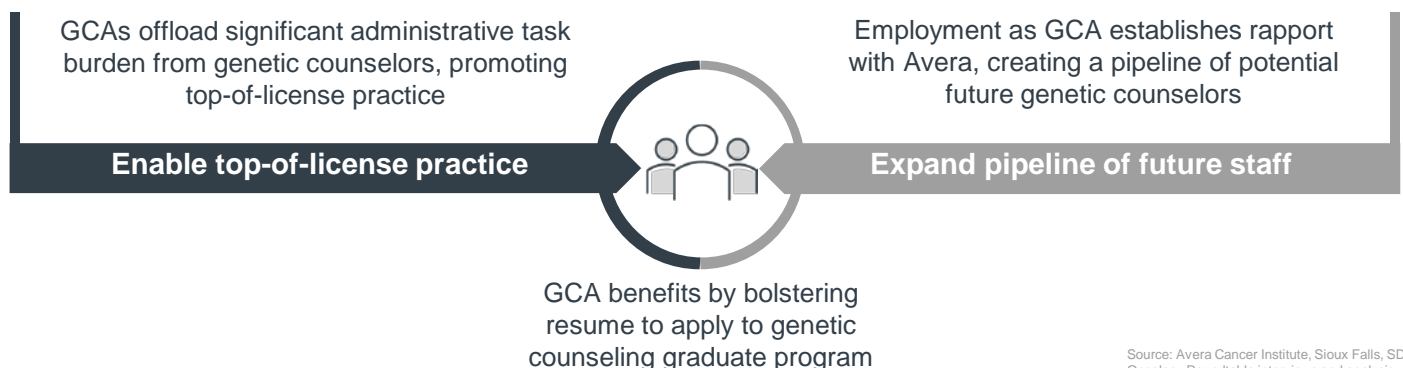 GCAs offload significant administrative task
burden from genetic counselors, promoting
top-of-license practice
Employment as GCA establishes rapport
with Avera, creating a pipeline of potential
future genetic counselors
Enable top-of-license practice
Expand pipeline of future staff
GCA benefits by bolstering
resume to apply to genetic
counseling graduate program
Source: Avera Cancer Institute, Sioux Falls, SD